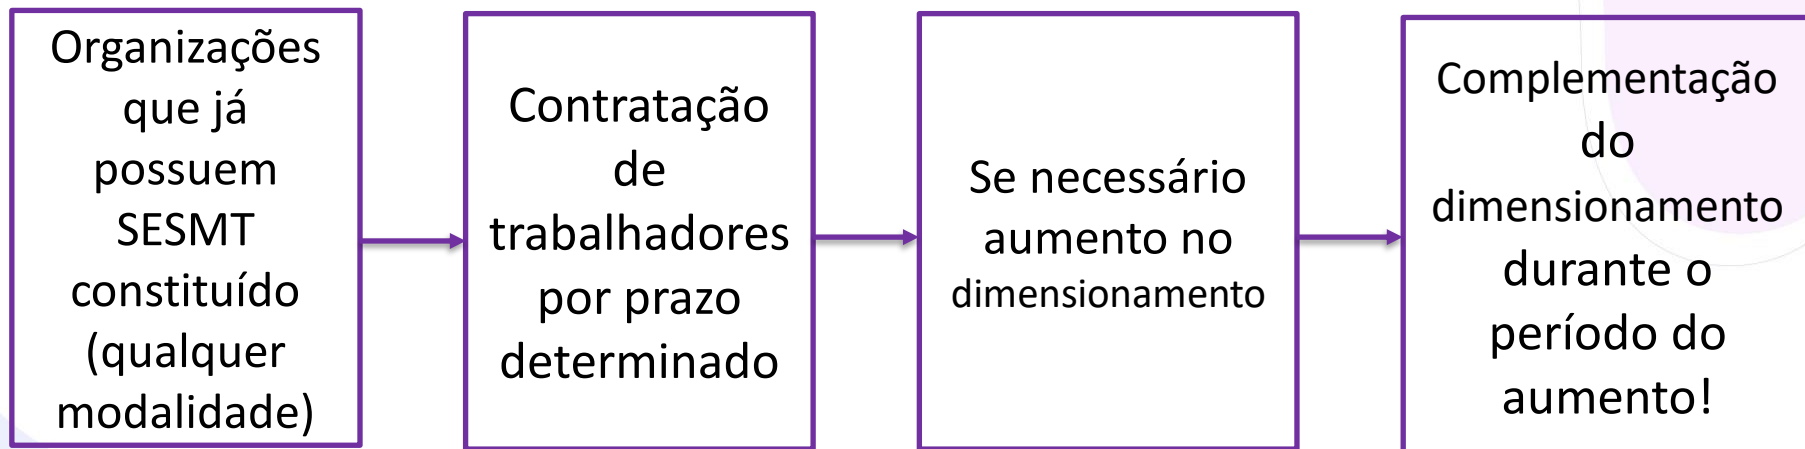 Organizações
que já
possuem
SESMT
constituído
(qualquer
modalidade)
Contratação
de
trabalhadores
por prazo
determinado
Se necessário
aumento no
dimensionamento
Complementação
do
dimensionamento
durante o
período do
aumento!